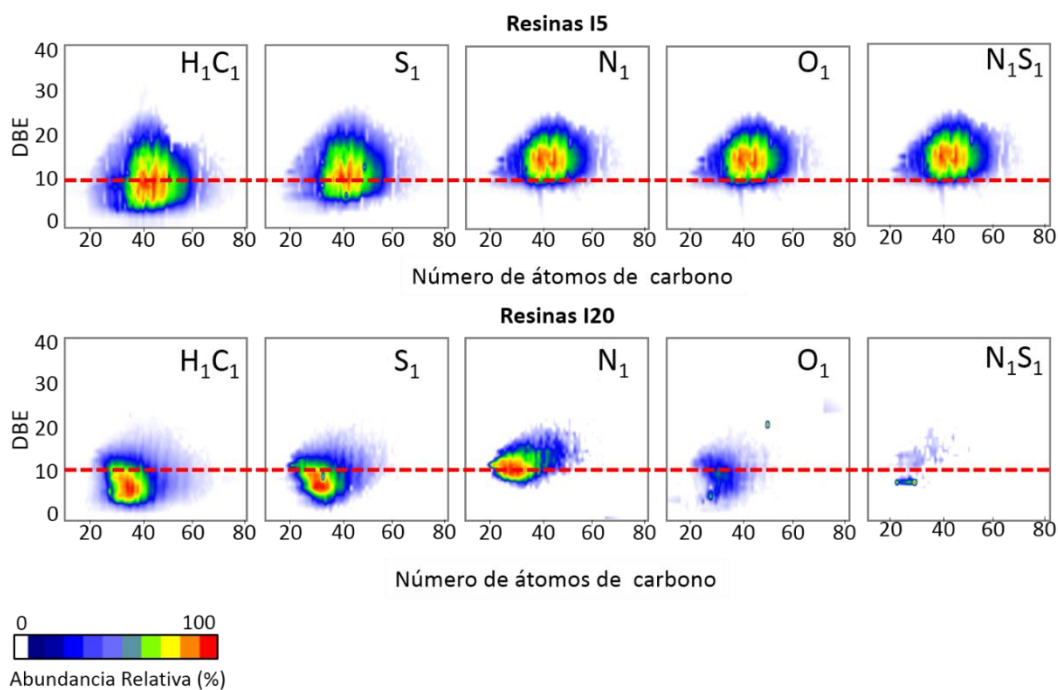 Resinas I5
H₁C₁ S₁ N₁ O₁ N₁S₁
DBE
40
30
20
10
0
20 40 60 80 20 40 60 80 20 40 60 80 20 40 60 80 20 40 60 80
Número de átomos de carbono
Resinas I20
H₁C₁ S₁ N₁ O₁ N₁S₁
DBE
40
30
20
10
0
20 40 60 80 20 40 60 80 20 40 60 80 20 40 60 80 20 40 60 80
Número de átomos de carbono
0 100
Abundancia Relativa (%)